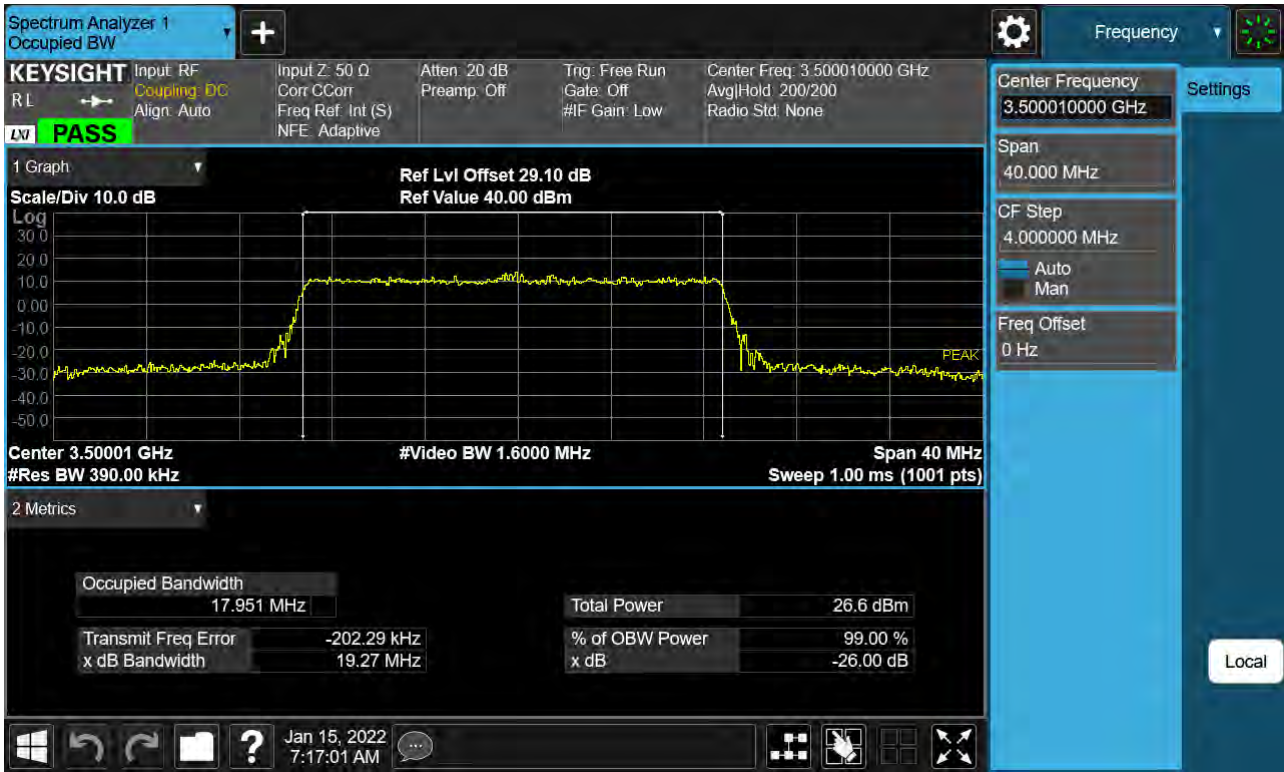 Spectrum Analyzer 1
Occupied BW
+
Frequency
KEYSIGHT
RL
LXI
PASS
Input: RF
Coupling: DC
Align: Auto
Input Z: 50 Ω
Corr CCorr
Freq Ref: Int (S)
NFE: Adaptive
Atten: 20 dB
Preamp: Off
Trig: Free Run
Gate: Off
#IF Gain: Low
Center Freq: 3.500010000 GHz
Avg|Hold: 200/200
Radio Std: None
Center Frequency
3.500010000 GHz
Settings
Span
40.000 MHz
CF Step
4.000000 MHz
Auto
Man
Freq Offset
0 Hz
Local
1 Graph
Scale/Div 10.0 dB
Ref Lvl Offset 29.10 dB
Ref Value 40.00 dBm
Log
30.0
20.0
10.0
0.00
-10.0
-20.0
-30.0
-40.0
-50.0
PEAK
Center 3.50001 GHz
#Video BW 1.6000 MHz
Span 40 MHz
#Res BW 390.00 kHz
Sweep 1.00 ms (1001 pts)
2 Metrics
Occupied Bandwidth
17.951 MHz
Transmit Freq Error -202.29 kHz
x dB Bandwidth 19.27 MHz
Total Power 26.6 dBm
% of OBW Power 99.00 %
x dB -26.00 dB
?
Jan 15, 2022
7:17:01 AM